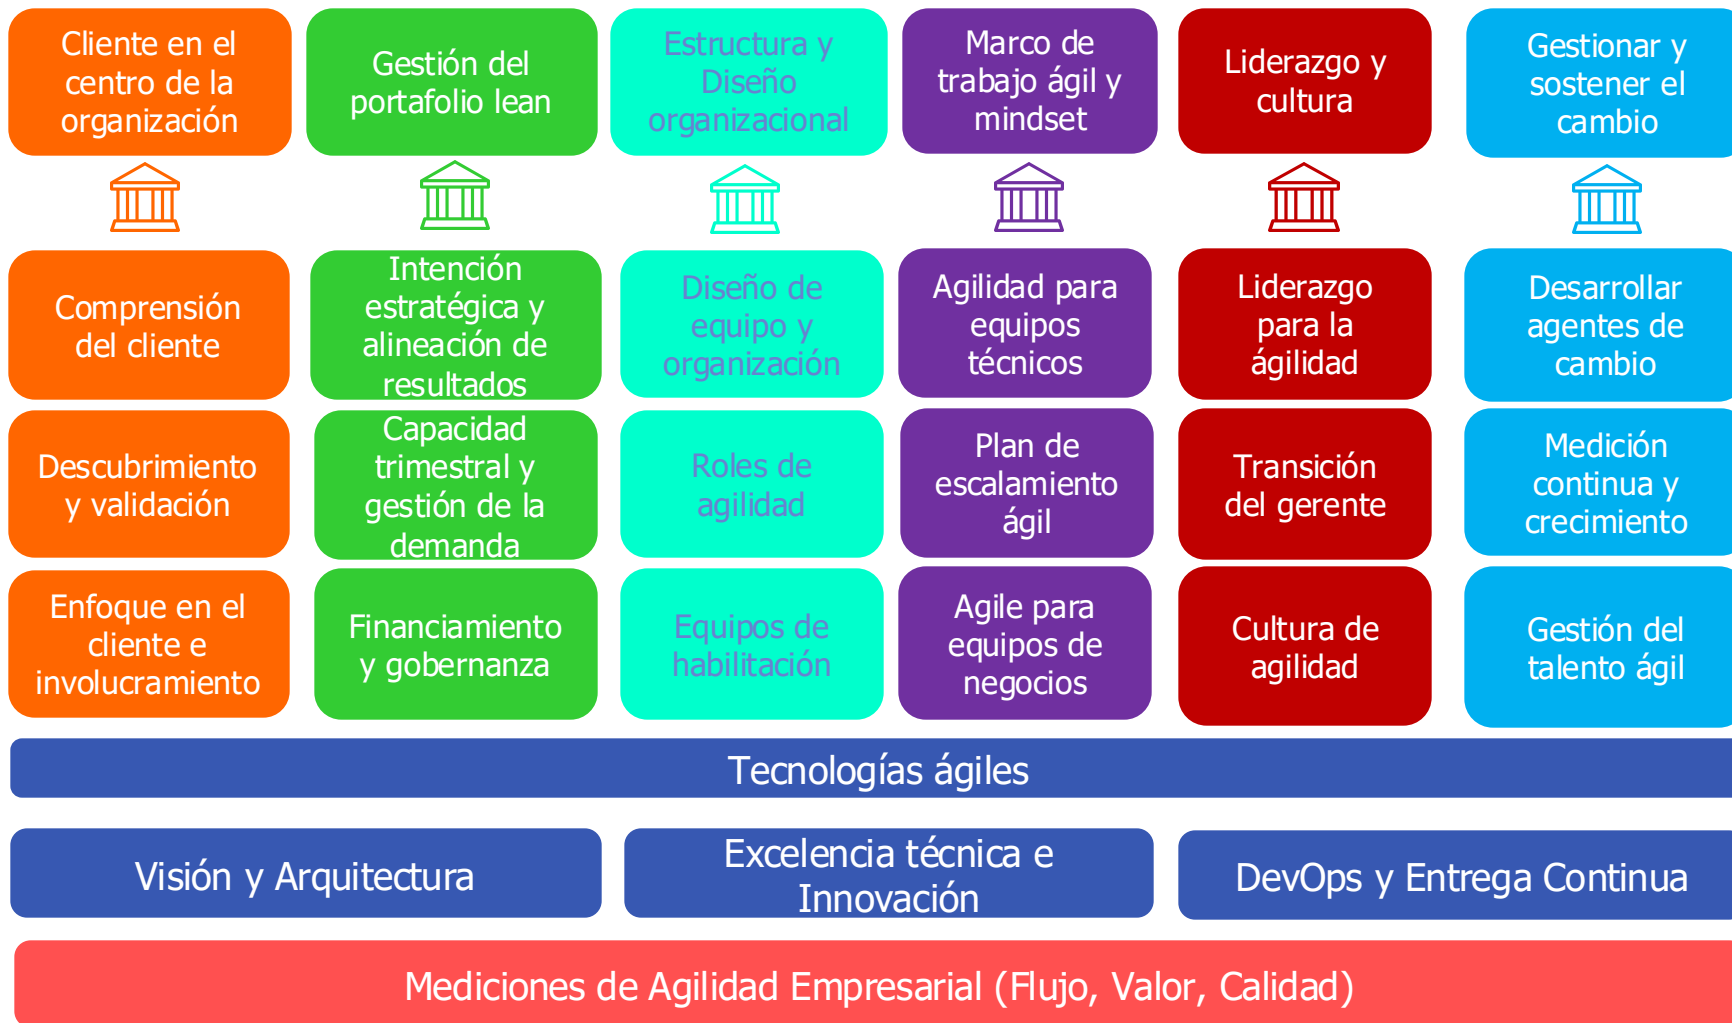 Cliente en el
centro de la
organización
Gestión del
portafolio lean
Estructura y
Diseño
organizacional
Marco de
trabajo ágil y
mindset
Liderazgo y
cultura
Gestionar y
sostener el
cambio
Comprensión
del cliente
Intención
estratégica y
alineación de
resultados
Diseño de
equipo y
organización
Agilidad para
equipos
técnicos
Liderazgo
para la
ágilidad
Desarrollar
agentes de
cambio
Descubrimiento
y validación
Capacidad
trimestral y
gestión de la
demanda
Roles de
agilidad
Plan de
escalamiento
ágil
Transición
del gerente
Medición
continua y
crecimiento
Enfoque en el
cliente e
involucramiento
Financiamiento
y gobernanza
Equipos de
habilitación
Agile para
equipos de
negocios
Cultura de
agilidad
Gestión del
talento ágil
Tecnologías ágiles
Visión y Arquitectura
Excelencia técnica e
Innovación
DevOps y Entrega Continua
Mediciones de Agilidad Empresarial (Flujo, Valor, Calidad)